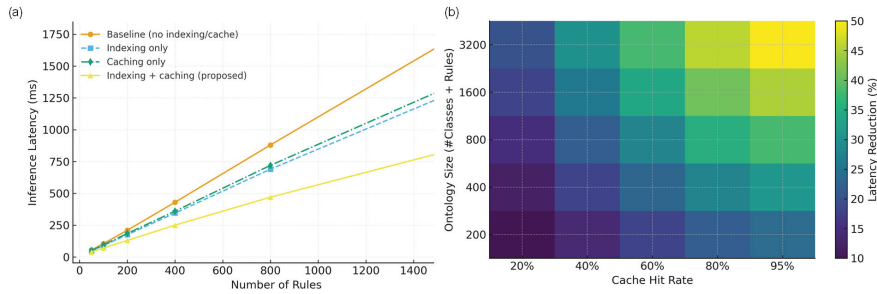 (a)
Baseline (no indexing/cache)
Indexing only
Caching only
Indexing + caching (proposed)
Inference Latency (ms)
1750
1500
1250
1000
750
500
250
0
0 200 400 600 800 1000 1200 1400
Number of Rules
(b)
Ontology Size (#Classes + Rules)
3200
1600
800
400
200
20% 40% 60% 80% 95%
Cache Hit Rate
50
45
40
35
30
25
20
15
10
Latency Reduction (%)